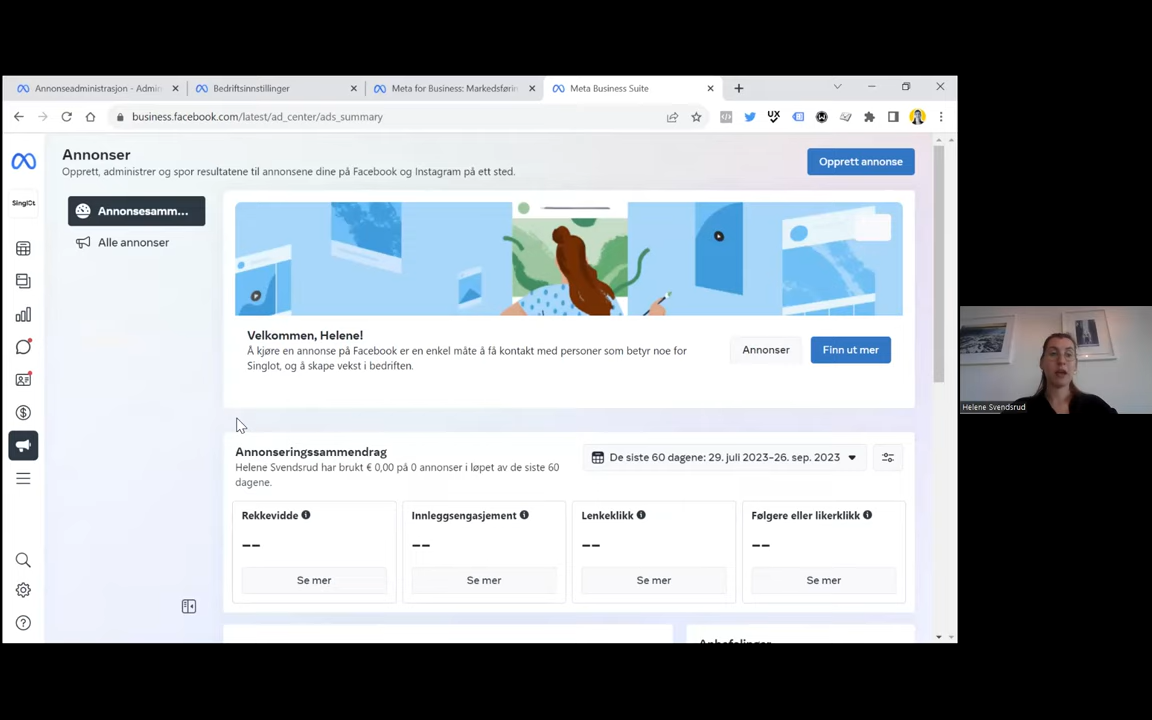 Annonseadministrasjon - Admin
Bedriftsinnstillinger
Meta for Business: Markedsførin
Meta Business Suite
business.facebook.com/latest/ad_center/ads_summary
UX
Annonser
Opprett, administrer og spor resultatene til annonsene dine på Facebook og Instagram på ett sted.
Opprett annonse
Singlot
Annonsesamm...
Alle annonser
Velkommen, Helene!
Å kjøre en annonse på Facebook er en enkel måte å få kontakt med personer som betyr noe for
Singlot, og å skape vekst i bedriften.
Annonser
Finn ut mer
Helene Svendsrud
Annonseringssammendrag
Helene Svendsrud har brukt € 0,00 på 0 annonser i løpet av de siste 60
dagene.
De siste 60 dagene: 29. juli 2023–26. sep. 2023
Rekkevidde
Innleggsengasjement
Lenkeklikk
Følgere eller likerklikk
-- -- -- --
Se mer
Se mer
Se mer
Se mer
Anbefalinger